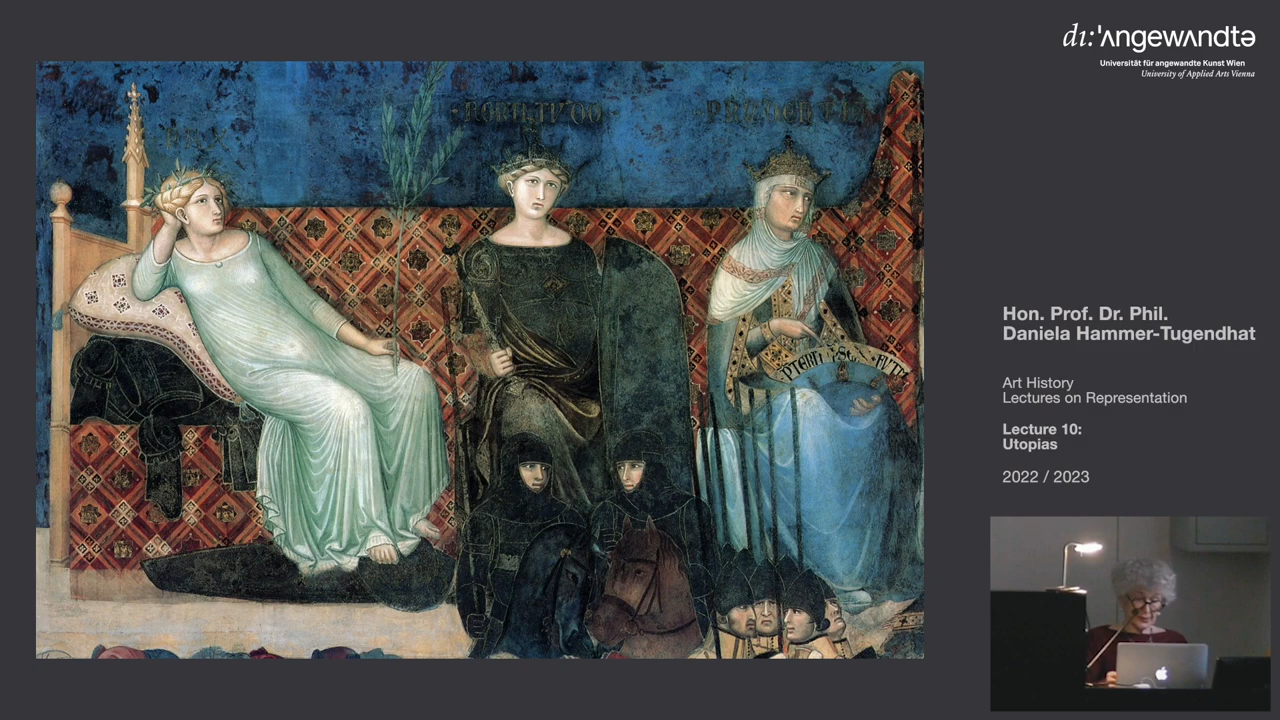 dı:'ʌngewʌndtə
Universität für angewandte Kunst Wien
University of Applied Arts Vienna
Hon. Prof. Dr. Phil.
Daniela Hammer-Tugendhat
Art History
Lectures on Representation
Lecture 10:
Utopias
2022 / 2023